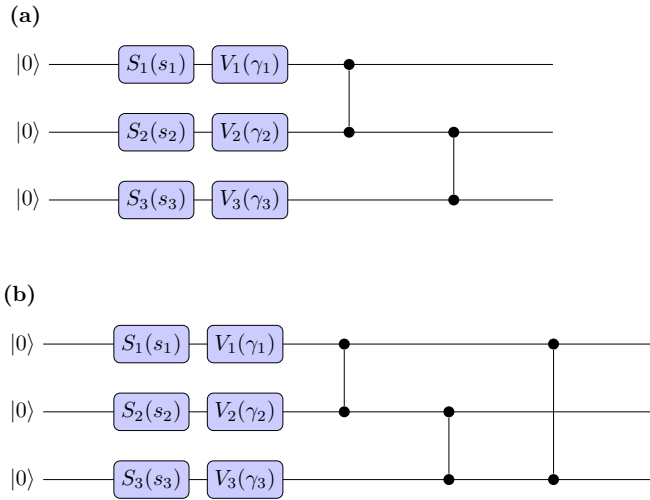 (a)
|0⟩ S₁(s₁) V₁(γ₁)
|0⟩ S₂(s₂) V₂(γ₂)
|0⟩ S₃(s₃) V₃(γ₃)
(b)
|0⟩ S₁(s₁) V₁(γ₁)
|0⟩ S₂(s₂) V₂(γ₂)
|0⟩ S₃(s₃) V₃(γ₃)